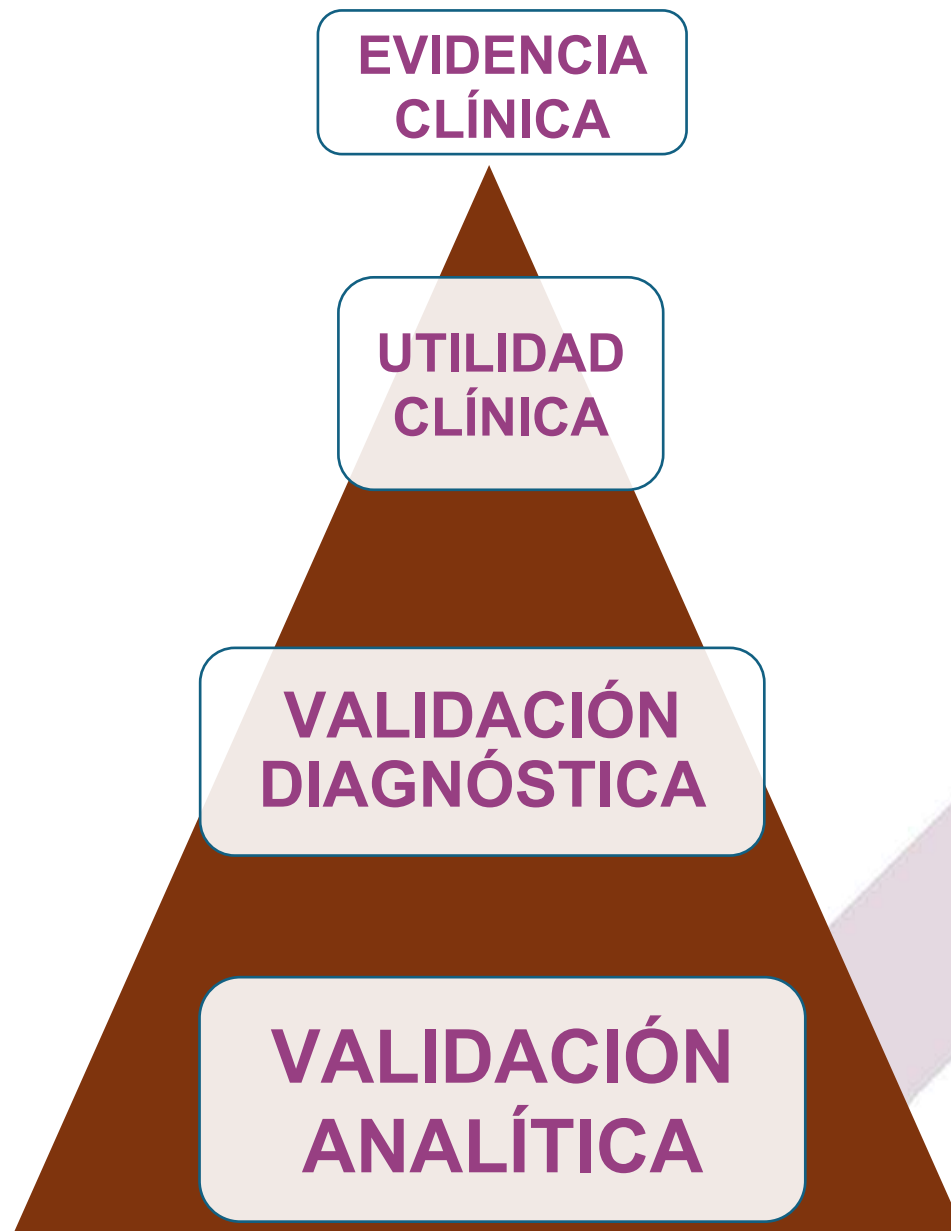 EVIDENCIA
CLÍNICA
UTILIDAD
CLÍNICA
VALIDACIÓN
DIAGNÓSTICA
VALIDACIÓN
ANALÍTICA